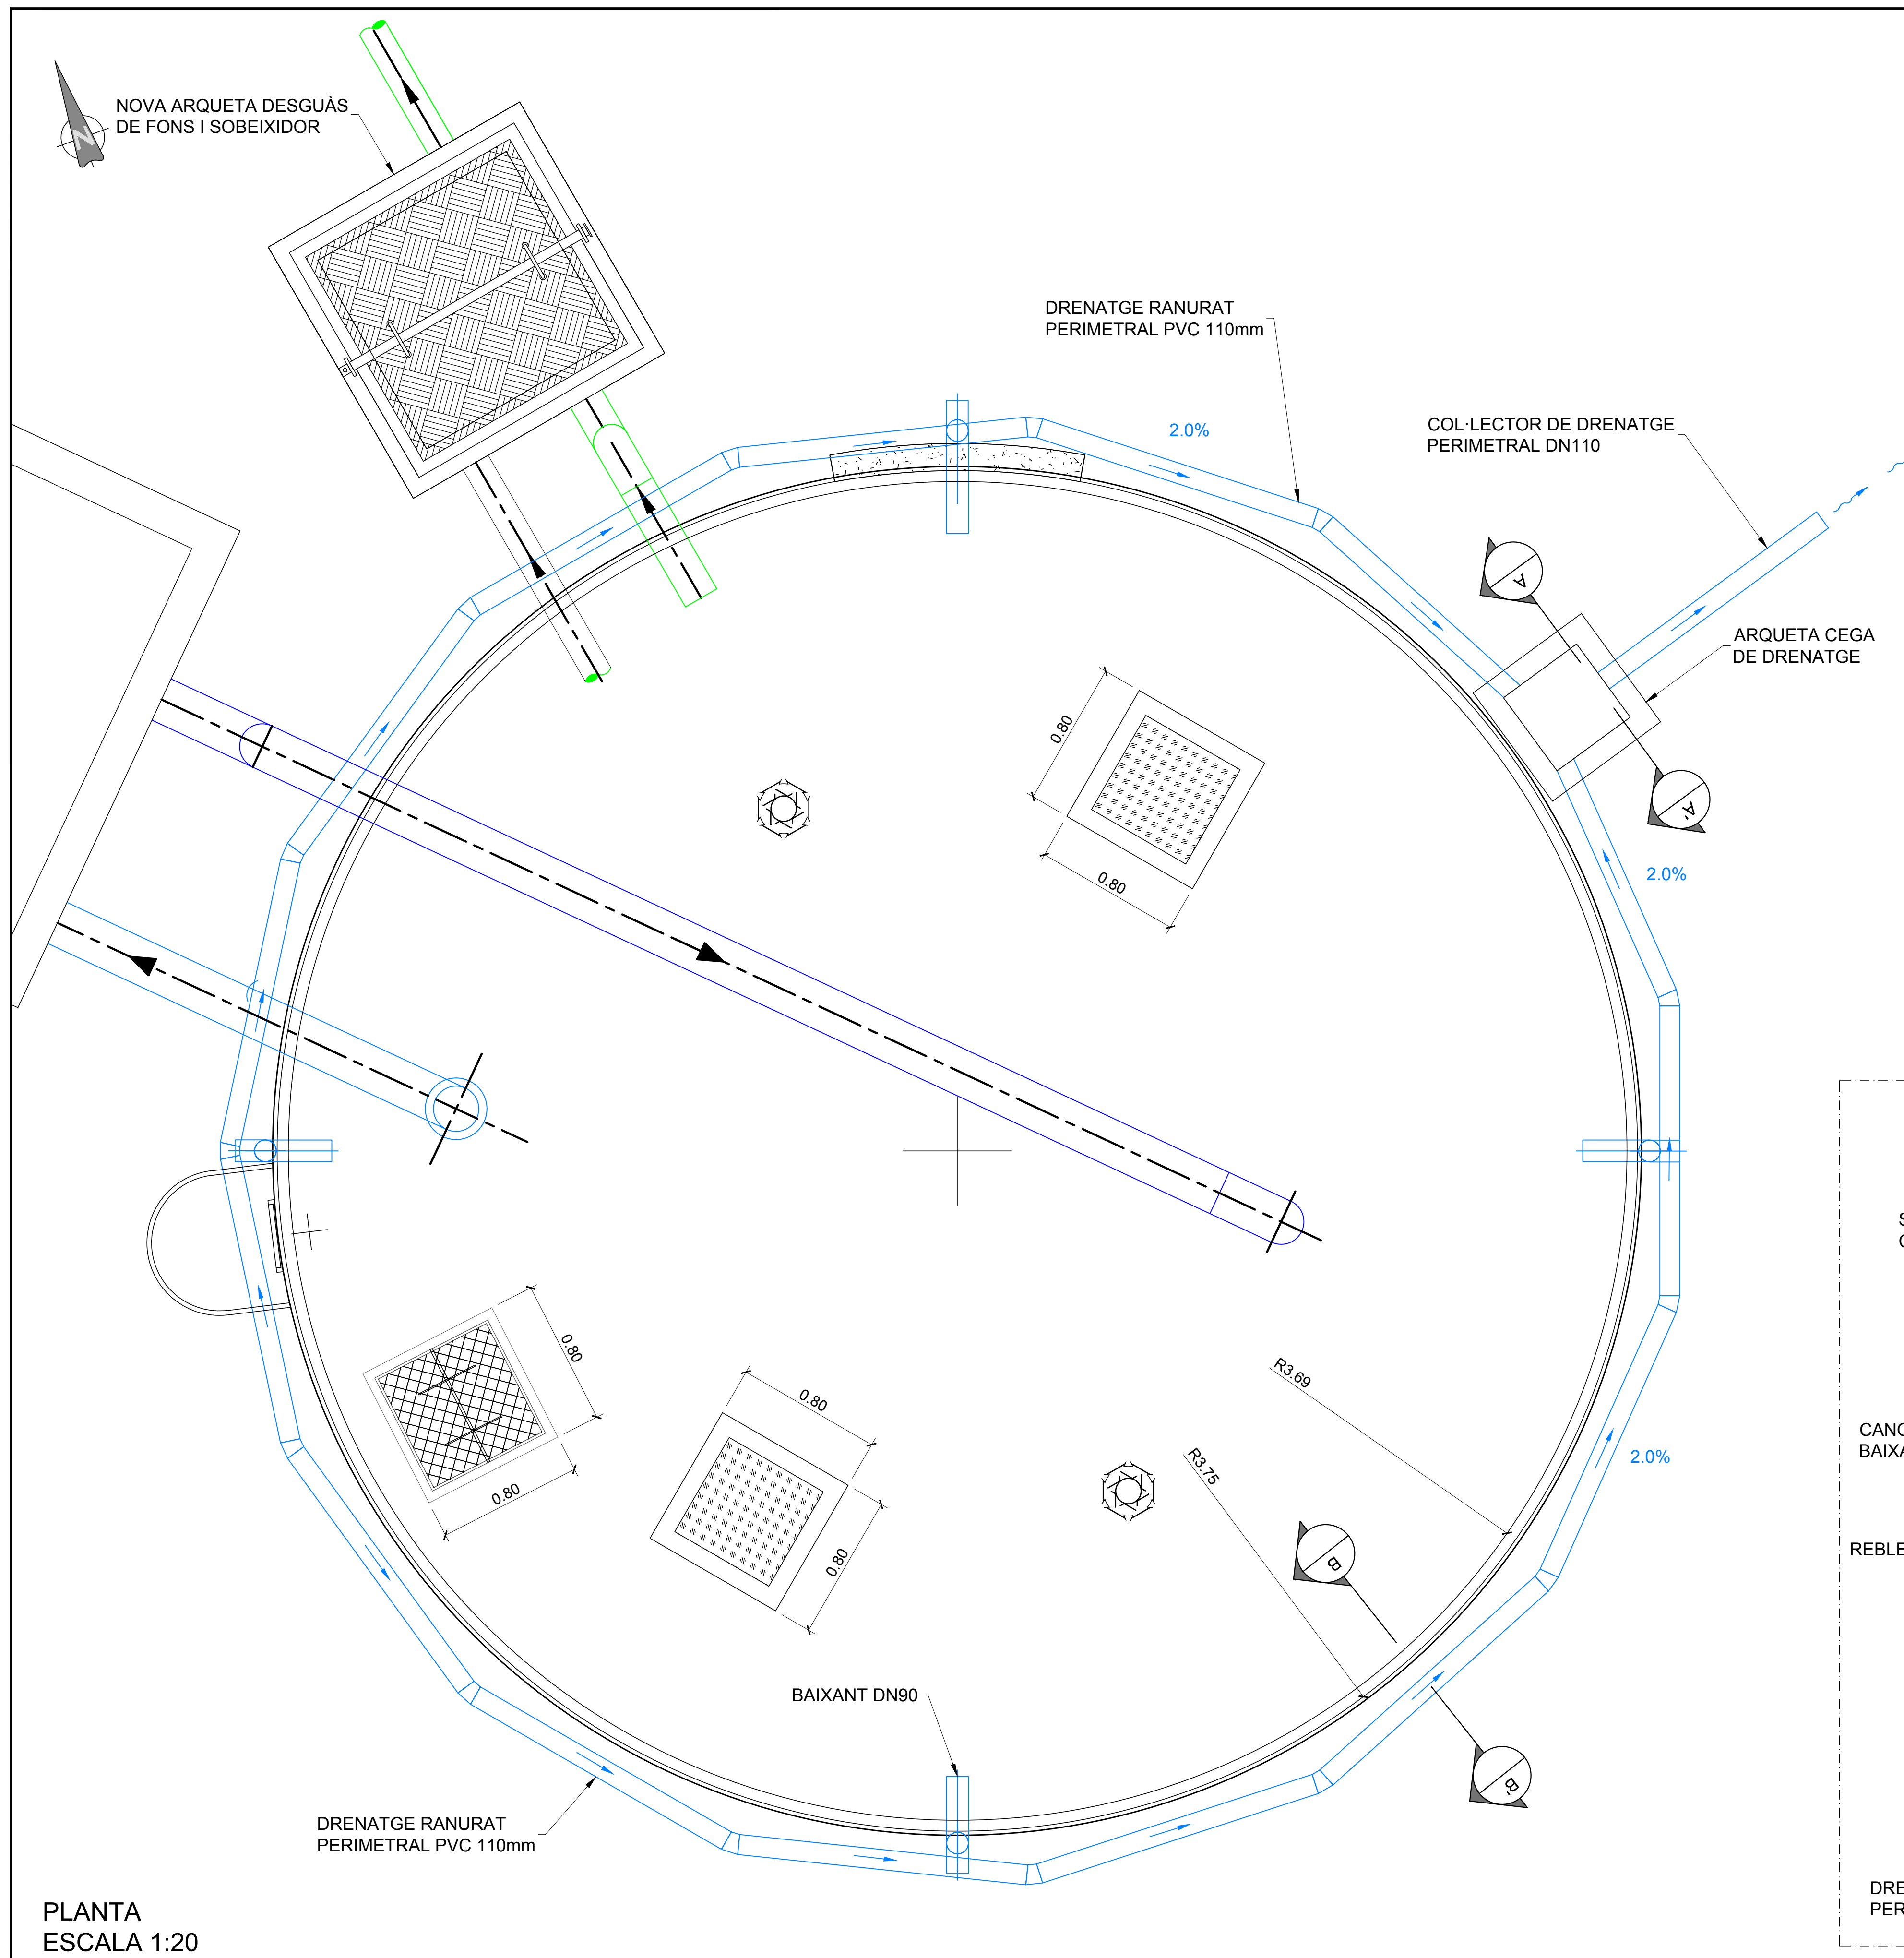 N
NOVA ARQUETA DESGUÀS
DE FONS I SOBEIXIDOR
DRENATGE RANURAT
PERIMETRAL PVC 110mm
2.0%
COL·LECTOR DE DRENATGE
PERIMETRAL DN110
A
ARQUETA CEGA
DE DRENATGE
0.80
0.80
A'
2.0%
0.80
0.80
0.80
0.80
R3.69
R3.75
2.0%
B
B'
BAIXANT DN90
DRENATGE RANURAT
PERIMETRAL PVC 110mm
PLANTA
ESCALA 1:20